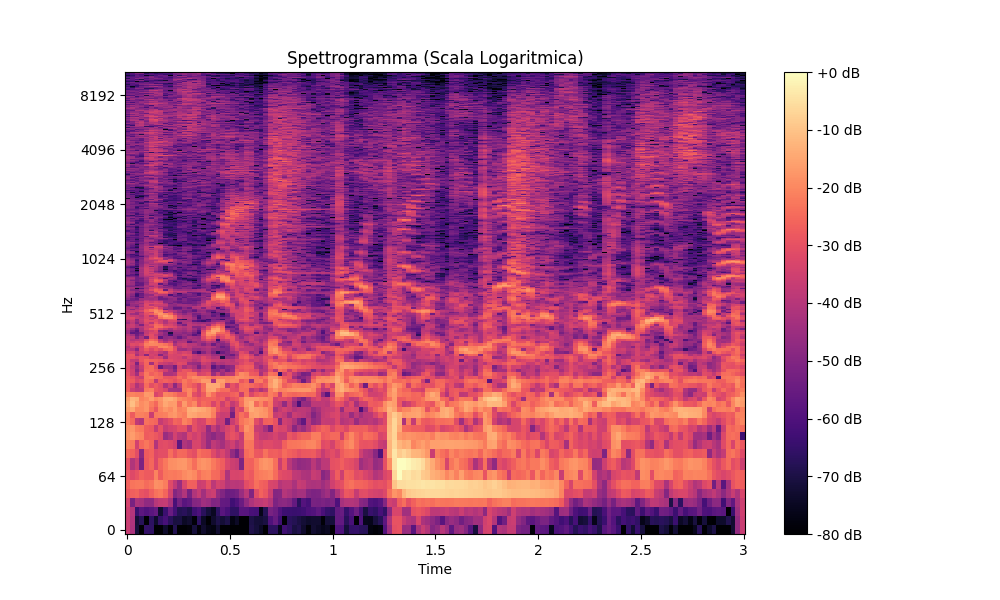 Spettrogramma (Scala Logaritmica)
Hz
8192
4096
2048
1024
512
256
128
64
0
0
0.5
1
1.5
2
2.5
3
Time
+0 dB
-10 dB
-20 dB
-30 dB
-40 dB
-50 dB
-60 dB
-70 dB
-80 dB